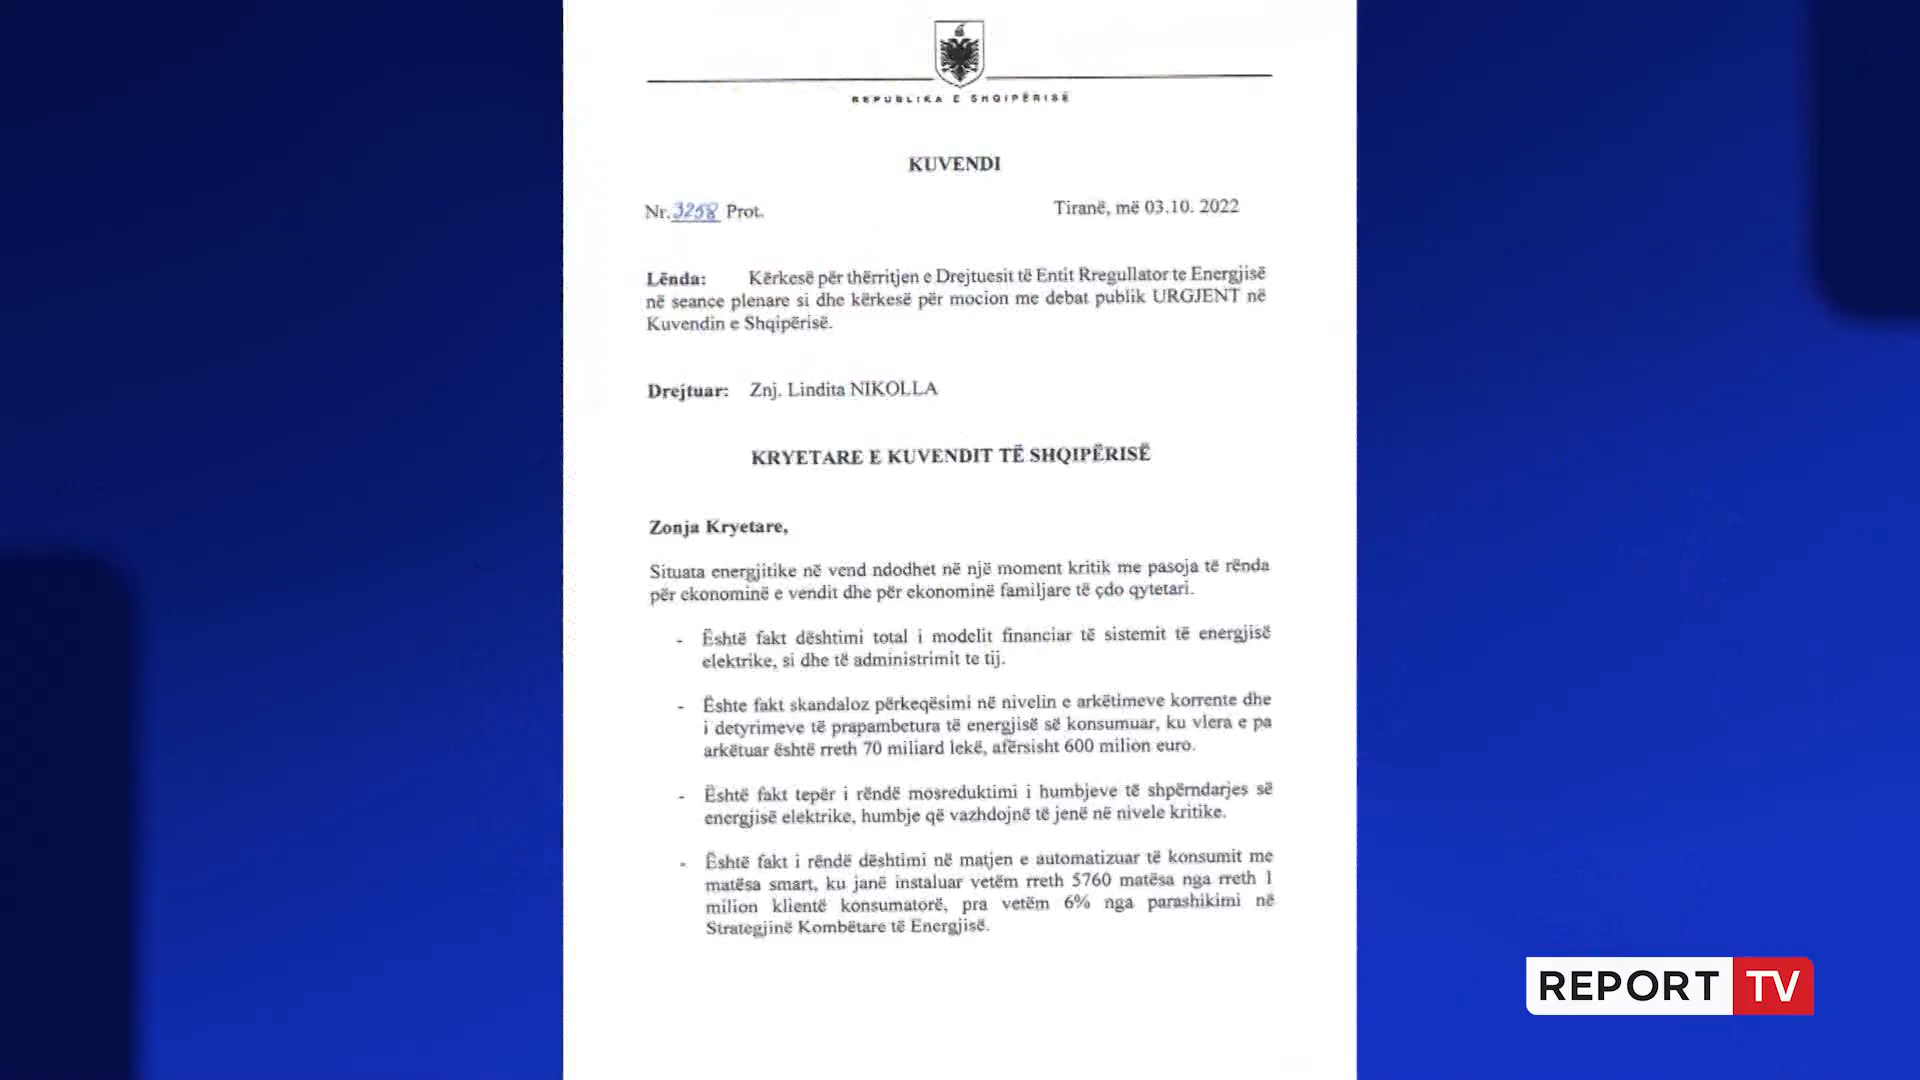 REPUBLIKA E SHQIPËRISË
KUVENDI
Nr. 3258 Prot.
Tiranë, më 03.10. 2022
Lënda: Kërkesë për thërritjen e Drejtuesit të Entit Rregullator te Energjisë
në seance plenare si dhe kërkesë për mocion me debat publik URGJENT në
Kuvendin e Shqipërisë.
Drejtuar: Znj. Lindita NIKOLLA
KRYETARE E KUVENDIT TË SHQIPËRISË
Zonja Kryetare,
Situata energjitike në vend ndodhet në një moment kritik me pasoja të rënda
për ekonominë e vendit dhe për ekonominë familjare të çdo qytetari.
- Është fakt dështimi total i modelit financiar të sistemit të energjisë
elektrike, si dhe të administrimit te tij.
- Ështe fakt skandaloz përkeqësimi në nivelin e arkëtimeve korrente dhe
i detyrimeve të prapambetura të energjisë së konsumuar, ku vlera e pa
arkëtuar është rreth 70 miliard lekë, afërsisht 600 milion euro.
- Është fakt tepër i rëndë mosreduktimi i humbjeve të shpërndarjes së
energjisë elektrike, humbje që vazhdojnë të jenë në nivele kritike.
- Është fakt i rëndë dështimi në matjen e automatizuar të konsumit me
matësa smart, ku janë instaluar vetëm rreth 5760 matësa nga rreth 1
milion klientë konsumatorë, pra vetëm 6% nga parashikimi në
Strategjinë Kombëtare të Energjisë.
REPORT TV